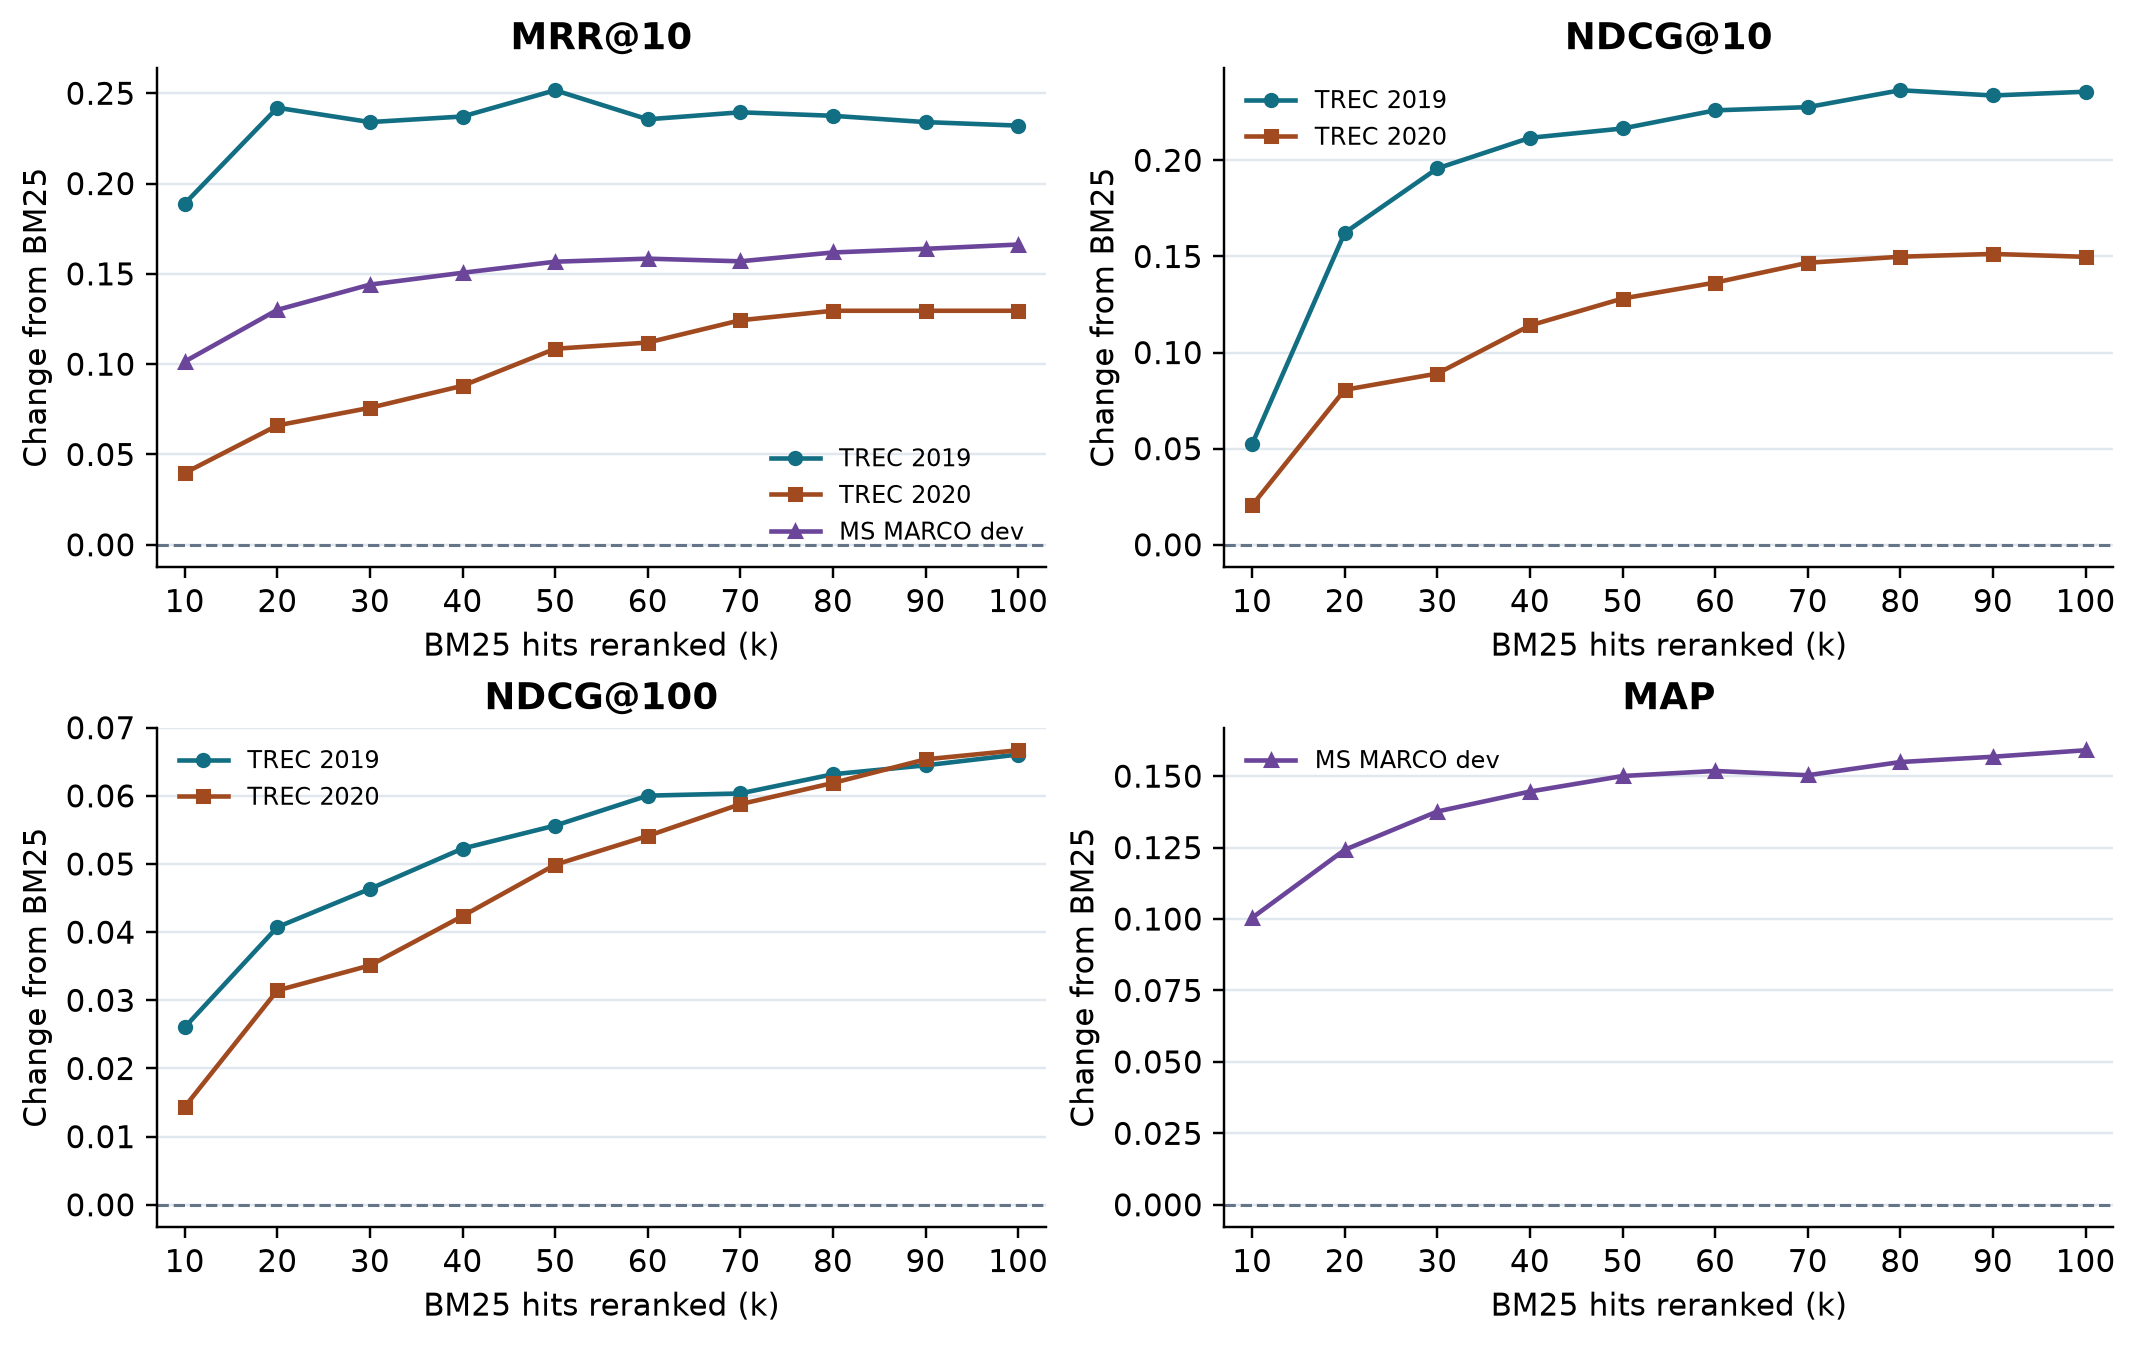 MRR@10
Change from BM25
0.25
0.20
0.15
0.10
0.05
0.00
TREC 2019
TREC 2020
MS MARCO dev
10 20 30 40 50 60 70 80 90 100
BM25 hits reranked (k)
NDCG@10
Change from BM25
0.20
0.15
0.10
0.05
0.00
TREC 2019
TREC 2020
10 20 30 40 50 60 70 80 90 100
BM25 hits reranked (k)
NDCG@100
Change from BM25
0.07
0.06
0.05
0.04
0.03
0.02
0.01
0.00
TREC 2019
TREC 2020
10 20 30 40 50 60 70 80 90 100
BM25 hits reranked (k)
MAP
Change from BM25
0.150
0.125
0.100
0.075
0.050
0.025
0.000
MS MARCO dev
10 20 30 40 50 60 70 80 90 100
BM25 hits reranked (k)